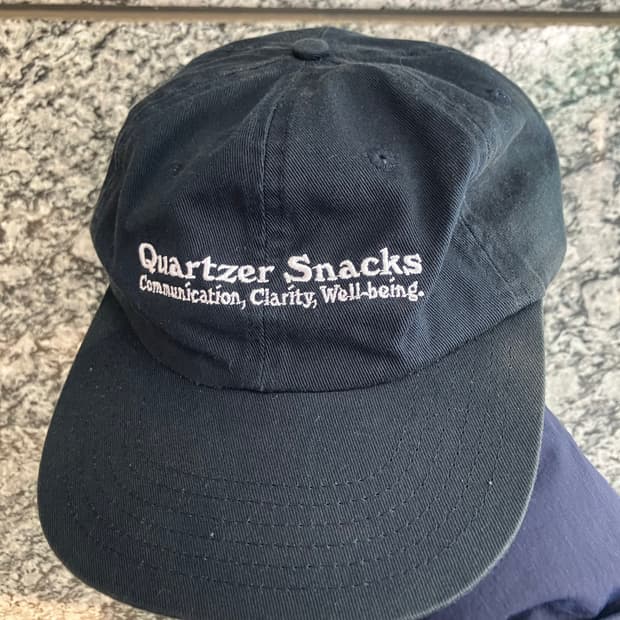 Quartzer Snacks
Communication, Clarity, Well-being.